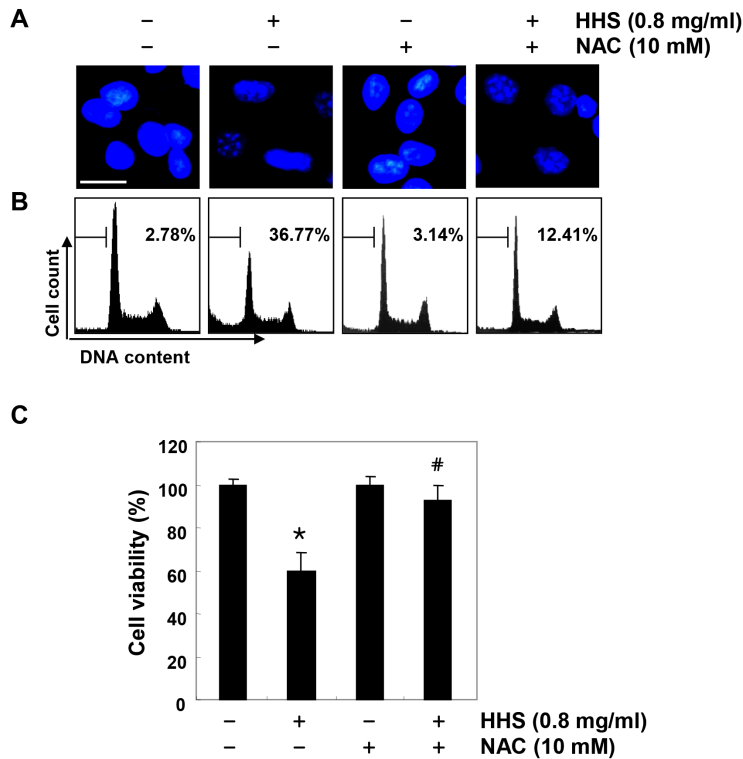 A
− + − + HHS (0.8 mg/ml)
− − + + NAC (10 mM)
B
2.78% 36.77% 3.14% 12.41%
Cell count
DNA content
C
120
100
80
60
40
20
0
Cell viability (%)
*
#
− + − + HHS (0.8 mg/ml)
− − + + NAC (10 mM)